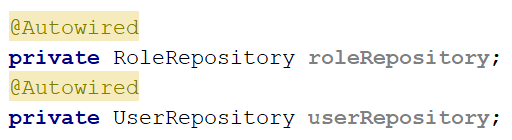 @Autowired
private RoleRepository roleRepository;
@Autowired
private UserRepository userRepository;